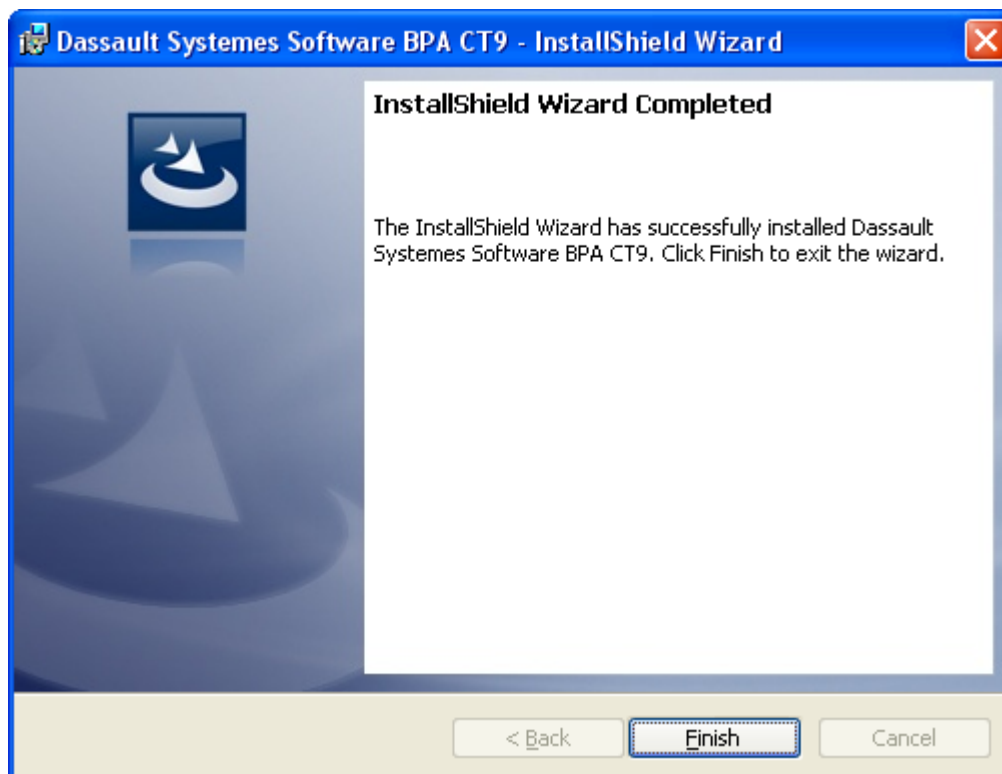 Dassault Systemes Software BPA CT9 - InstallShield Wizard
InstallShield Wizard Completed
The InstallShield Wizard has successfully installed Dassault
Systemes Software BPA CT9. Click Finish to exit the wizard.
< Back Finish Cancel